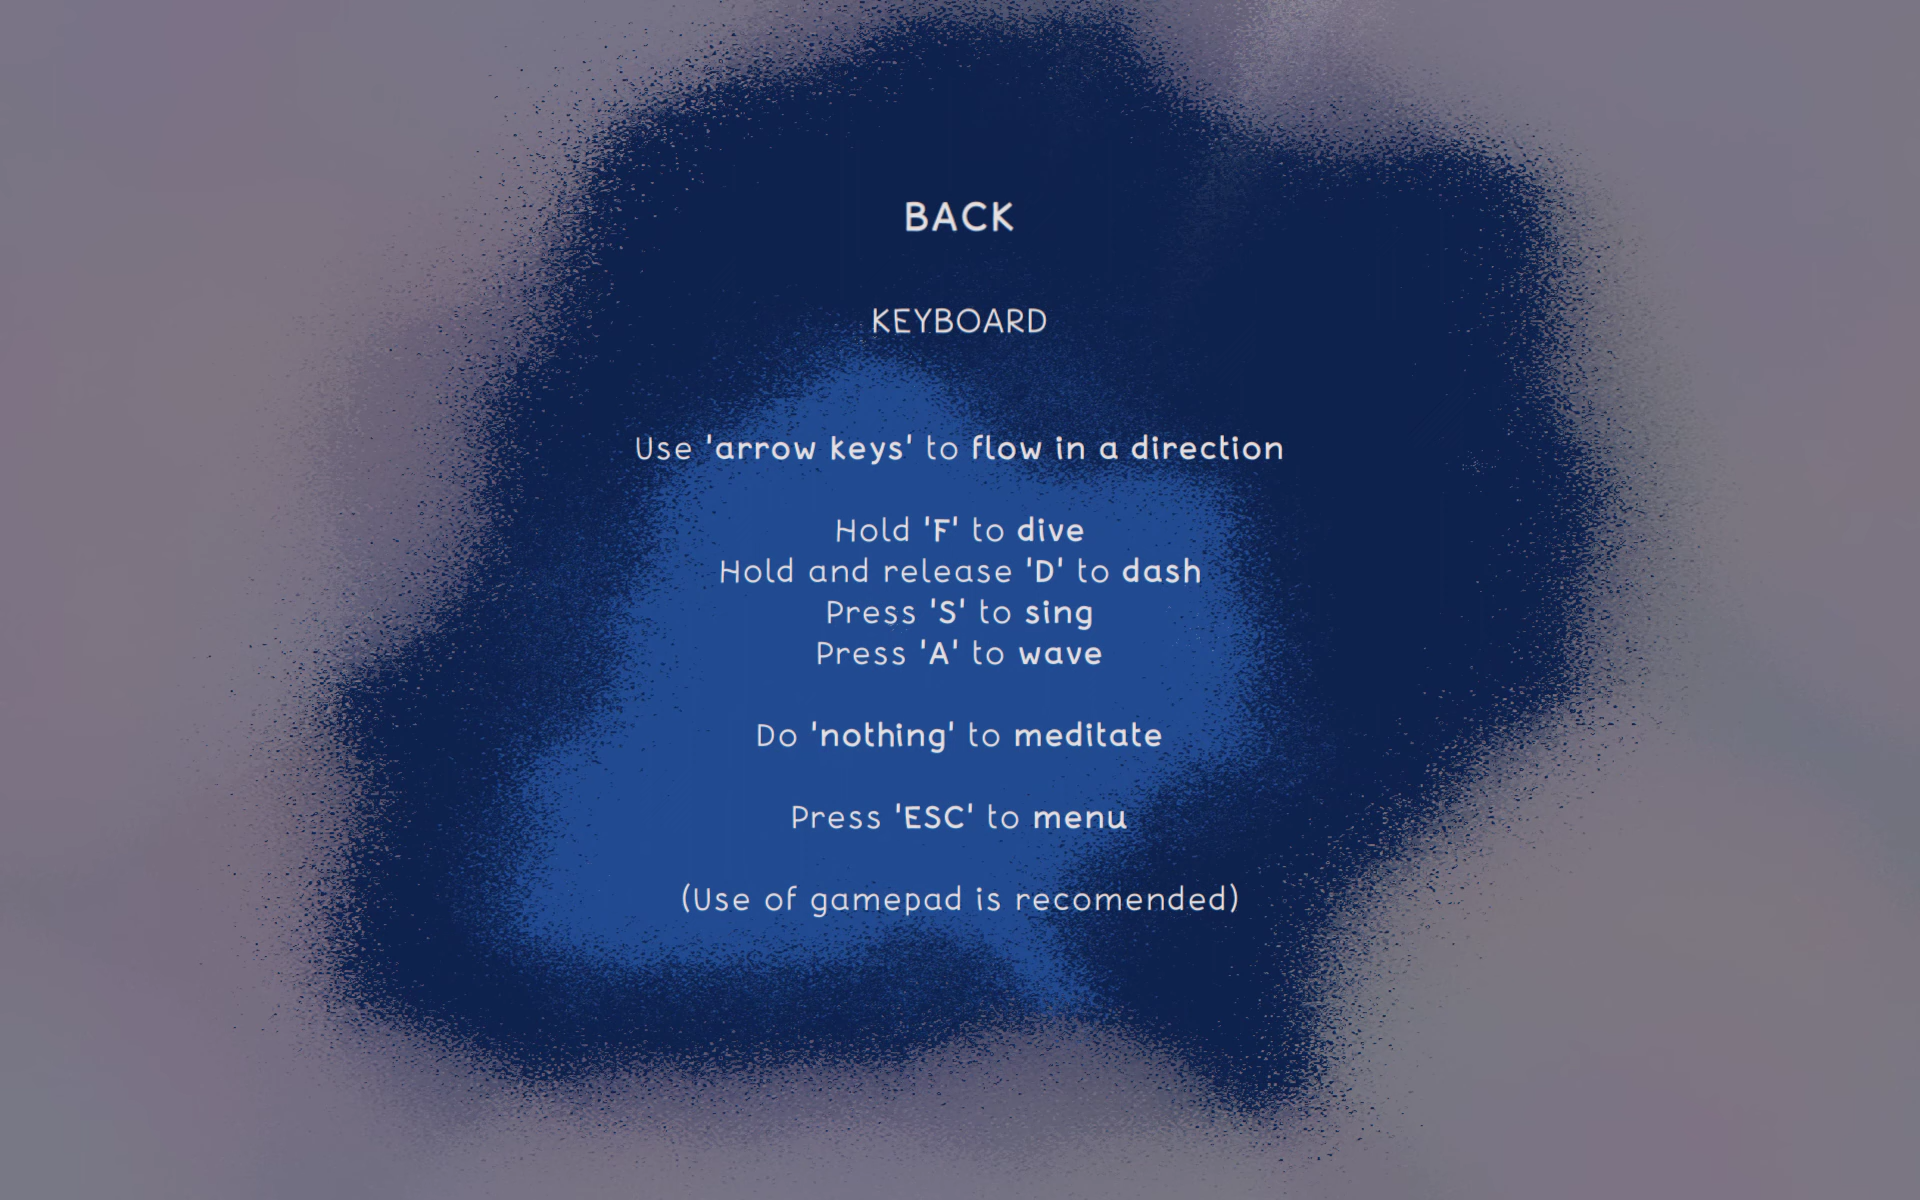 BACK
KEYBOARD
Use 'arrow keys' to flow in a direction
Hold 'F' to dive
Hold and release 'D' to dash
Press 'S' to sing
Press 'A' to wave
Do 'nothing' to meditate
Press 'ESC' to menu
(Use of gamepad is recomended)